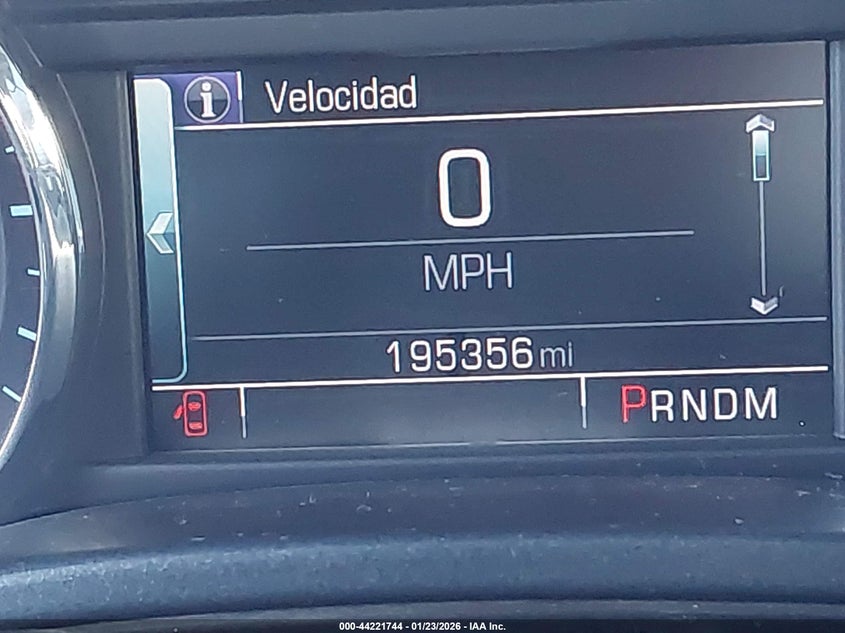 Velocidad
0
MPH
195356 mi
PRNDM
000-44221744 - 01/23/2026 - IAA Inc.